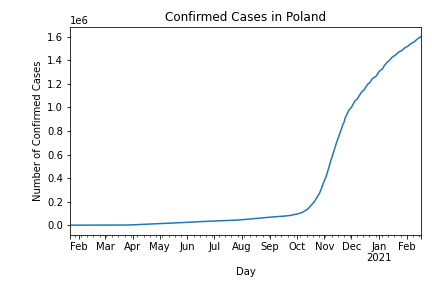 Confirmed Cases in Poland
1e6
1.6
1.4
1.2
1.0
0.8
0.6
0.4
0.2
0.0
Number of Confirmed Cases
Feb Mar Apr May Jun Jul Aug Sep Oct Nov Dec Jan Feb
2021
Day